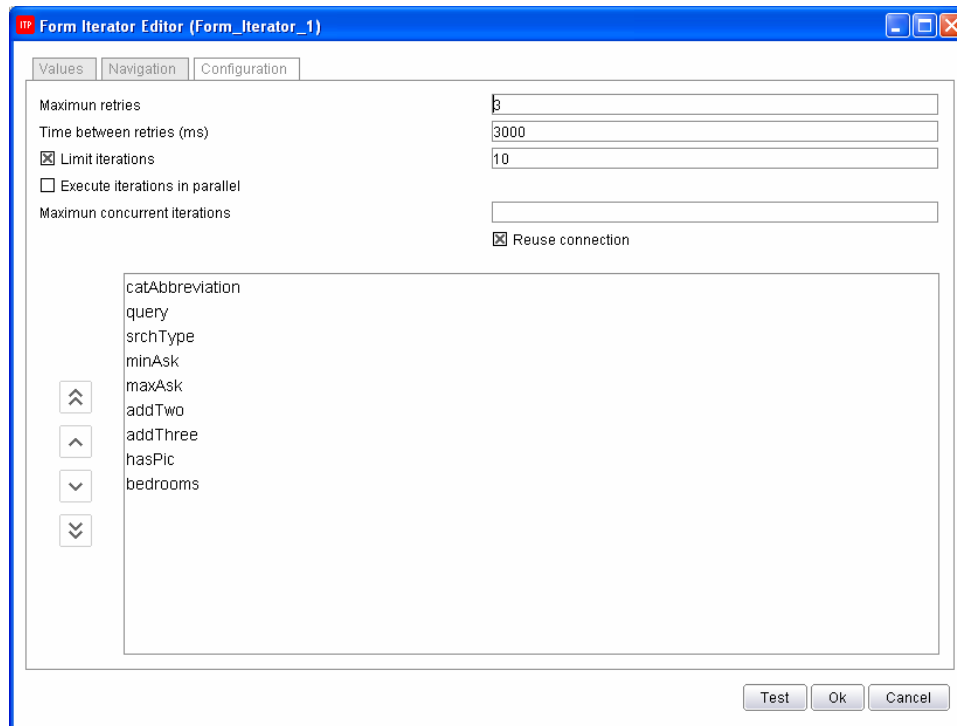 ITP Form Iterator Editor (Form_Iterator_1)
Values Navigation Configuration
Maximun retries 3
Time between retries (ms) 3000
Limit iterations 10
Execute iterations in parallel
Maximun concurrent iterations
Reuse connection
catAbbreviation
query
srchType
minAsk
maxAsk
addTwo
addThree
hasPic
bedrooms
Test Ok Cancel